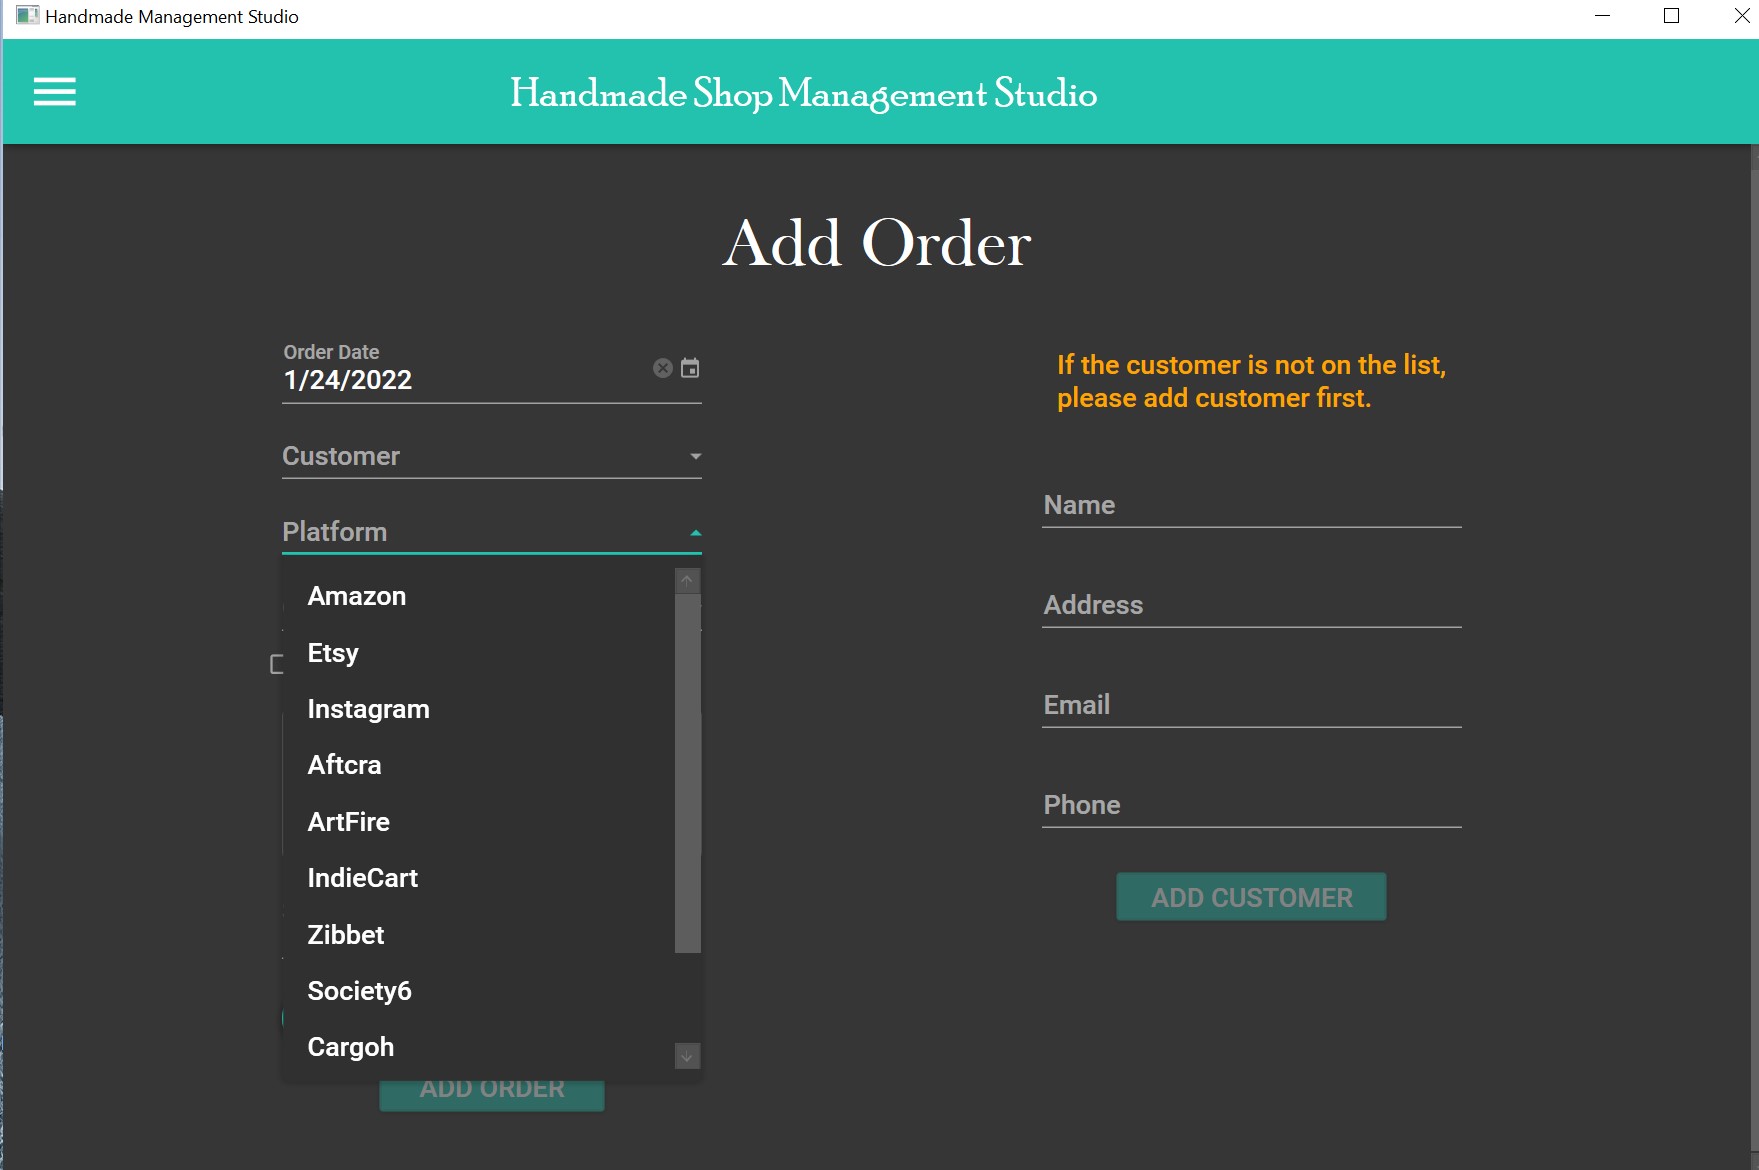 Handmade Management Studio
Handmade Shop Management Studio
Add Order
Order Date
1/24/2022
Customer
Platform
Amazon
Etsy
Instagram
Aftcra
ArtFire
IndieCart
Zibbet
Society6
Cargoh
ADD ORDER
If the customer is not on the list,
please add customer first.
Name
Address
Email
Phone
ADD CUSTOMER